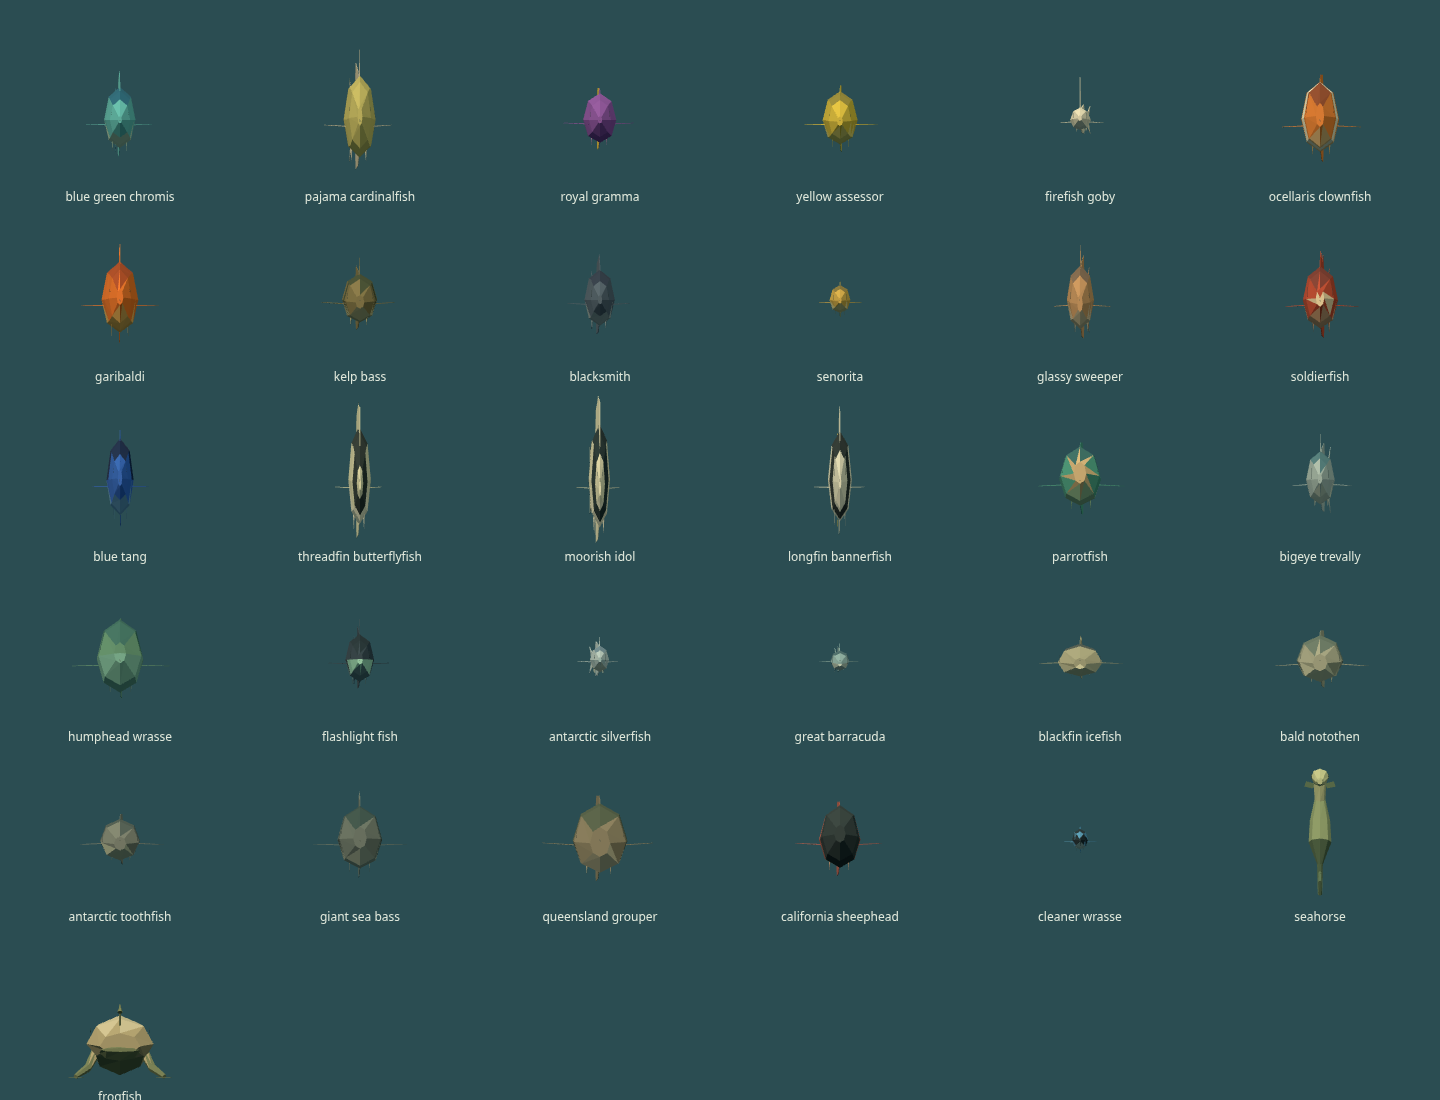 blue green chromis
pajama cardinalfish
royal gramma
yellow assessor
firefish goby
ocellaris clownfish
garibaldi
kelp bass
blacksmith
senorita
glassy sweeper
soldierfish
blue tang
threadfin butterflyfish
moorish idol
longfin bannerfish
parrotfish
bigeye trevally
humphead wrasse
flashlight fish
antarctic silverfish
great barracuda
blackfin icefish
bald notothen
antarctic toothfish
giant sea bass
queensland grouper
california sheephead
cleaner wrasse
seahorse
frogfish